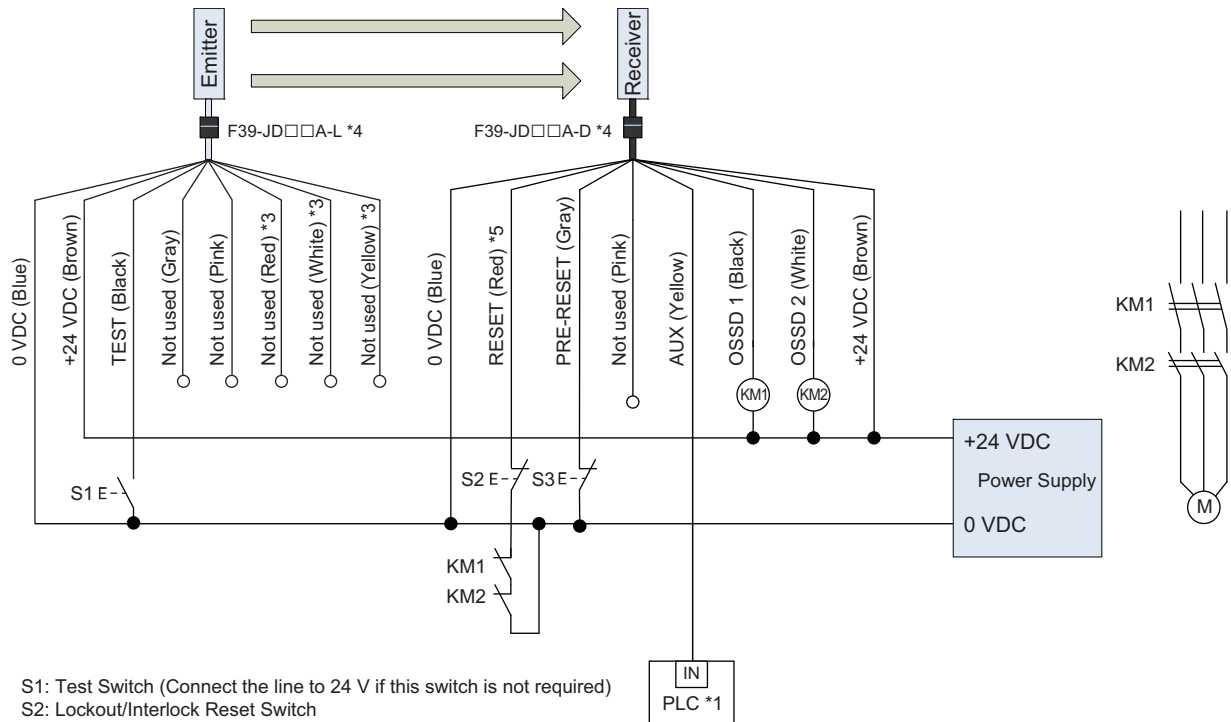 Emitter
Receiver
F39-JD□□A-L *4
F39-JD□□A-D *4
0 VDC (Blue)
+24 VDC (Brown)
TEST (Black)
Not used (Gray)
Not used (Pink)
Not used (Red) *3
Not used (White) *3
Not used (Yellow) *3
0 VDC (Blue)
RESET (Red) *5
PRE-RESET (Gray)
Not used (Pink)
AUX (Yellow)
OSSD 1 (Black)
OSSD 2 (White)
+24 VDC (Brown)
KM1
KM2
KM1
KM2
M
+24 VDC
Power Supply
0 VDC
S1 E
S2 E
S3 E
KM1
KM2
IN
PLC *1
S1: Test Switch (Connect the line to 24 V if this switch is not required)
S2: Lockout/Interlock Reset Switch